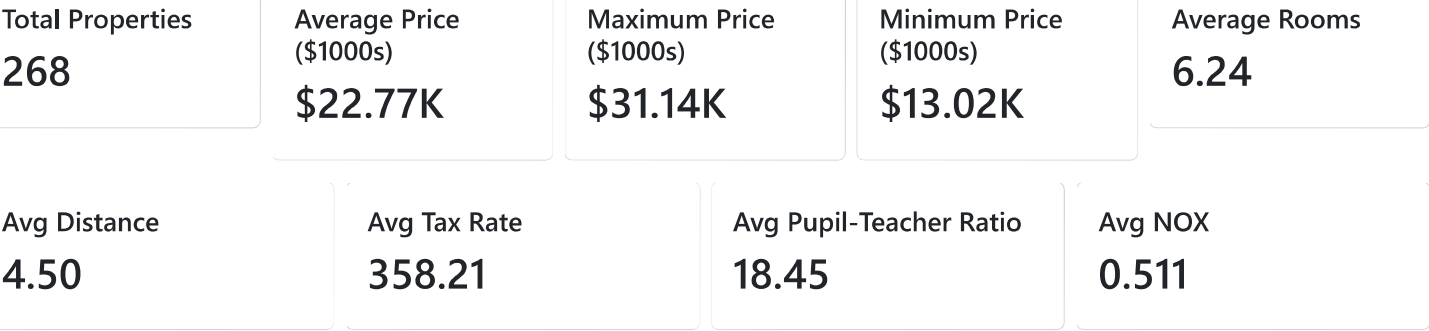 Total Properties
268
Average Price
($1000s)
$22.77K
Maximum Price
($1000s)
$31.14K
Minimum Price
($1000s)
$13.02K
Average Rooms
6.24
Avg Distance
4.50
Avg Tax Rate
358.21
Avg Pupil-Teacher Ratio
18.45
Avg NOX
0.511